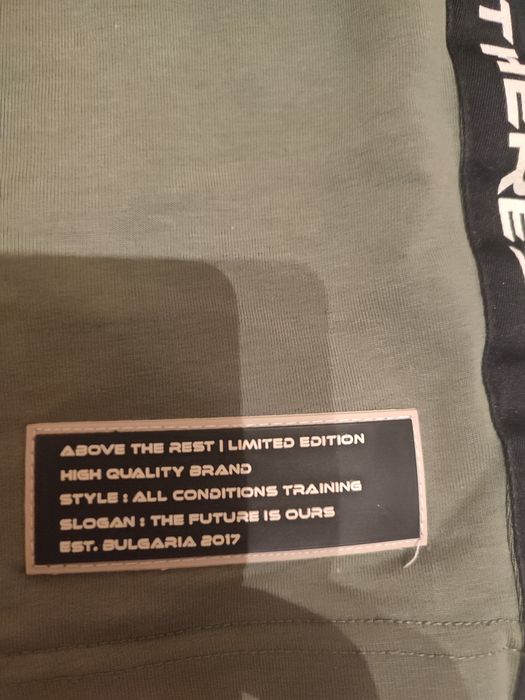 THERE
ABOVE THE REST | LIMITED EDITION
HIGH QUALITY BRAND
STYLE : ALL CONDITIONS TRAINING
SLOGAN : THE FUTURE IS OURS
EST. BULGARIA 2017